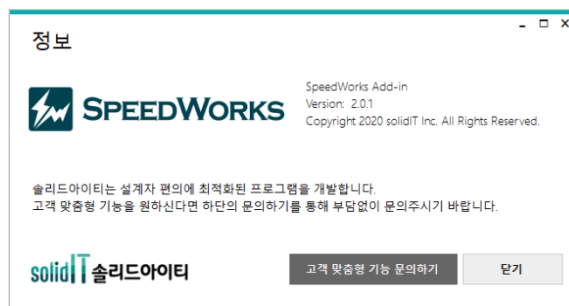 정보
SPEEDWORKS
SpeedWorks Add-in
Version: 2.0.1
Copyright 2020 solidIT Inc. All Rights Reserved.
솔리드아이티는 설계자 편의에 최적화된 프로그램을 개발합니다.
고객 맞춤형 기능을 원하신다면 하단의 문의하기를 통해 부담없이 문의주시기 바랍니다.
solidIT 솔리드아이티
고객 맞춤형 기능 문의하기
닫기